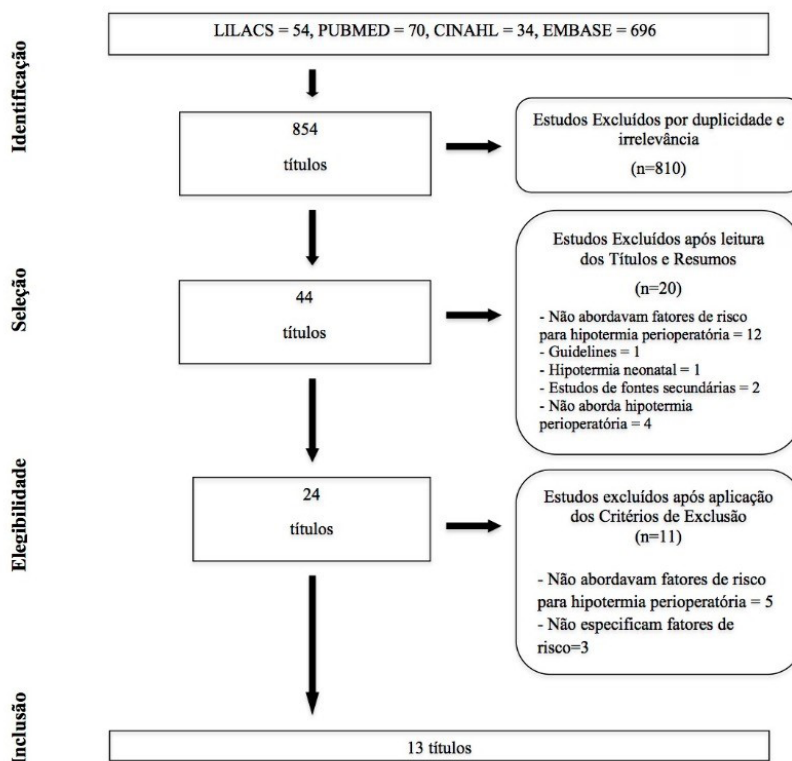 LILACS = 54, PUBMED = 70, CINAHL = 34, EMBASE = 696
Identificação
854
títulos
Estudos Excluídos por duplicidade e
irrelevância
(n=810)
Seleção
44
títulos
Estudos Excluídos após leitura
dos Títulos e Resumos
(n=20)
- Não abordavam fatores de risco
para hipotermia perioperatória = 12
- Guidelines = 1
- Hipotermia neonatal = 1
- Estudos de fontes secundárias = 2
- Não aborda hipotermia
perioperatória = 4
Elegibilidade
24
títulos
Estudos excluídos após aplicação
dos Critérios de Exclusão
(n=11)
- Não abordavam fatores de risco
para hipotermia perioperatória = 5
- Não especificam fatores de
risco=3
Inclusão
13 títulos